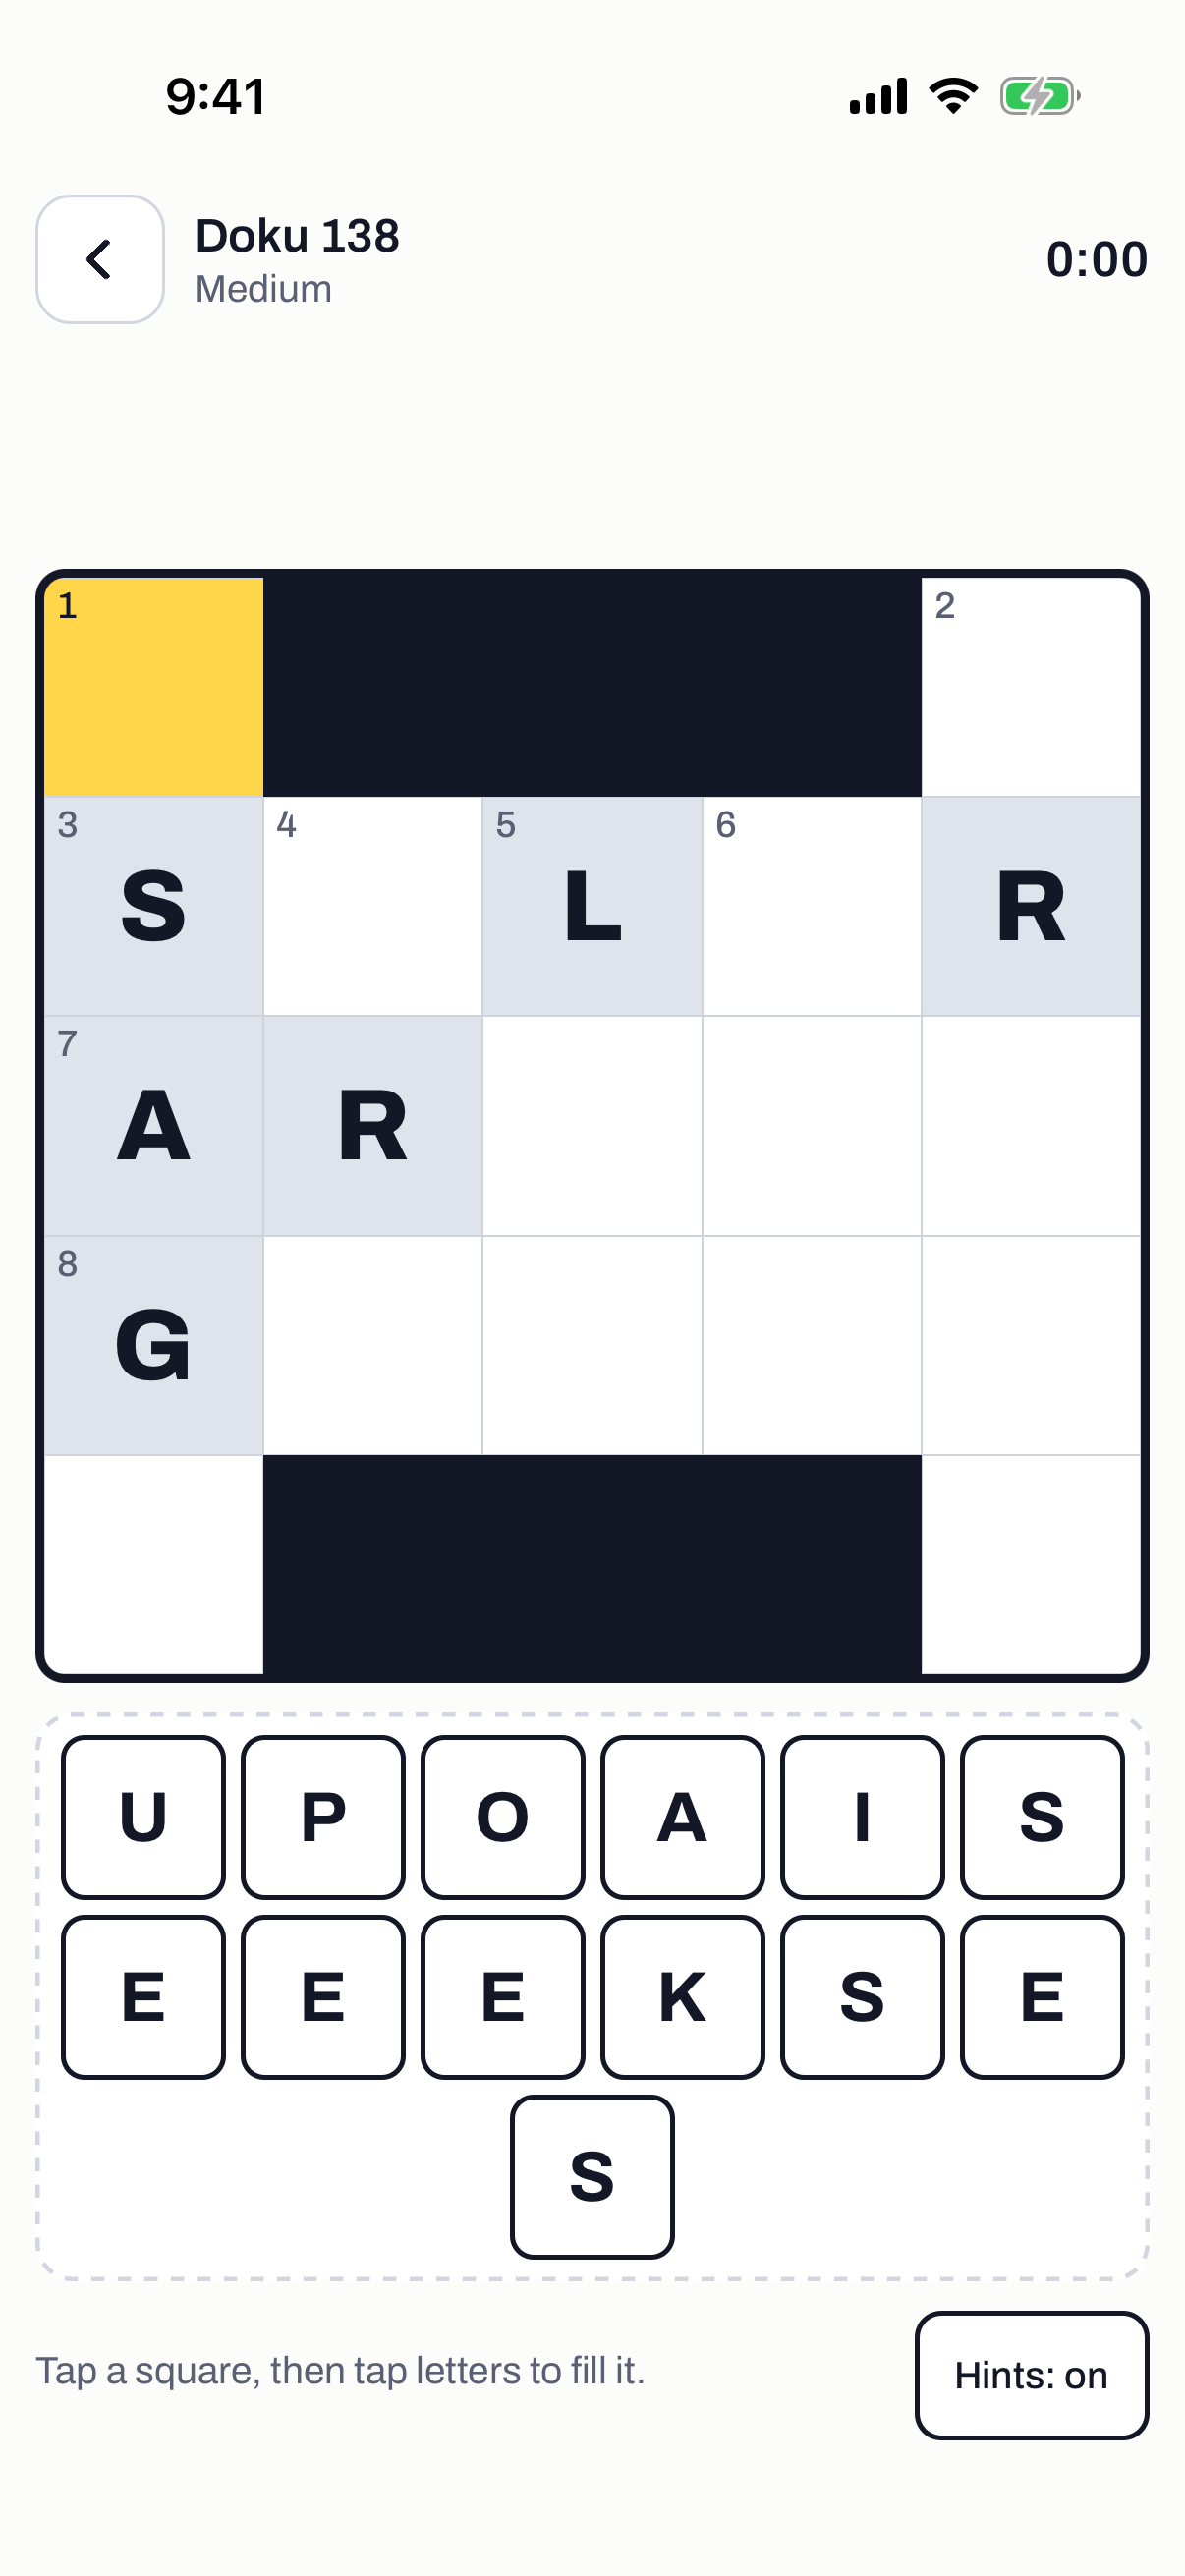 9:41
Doku 138
Medium
0:00
1 2
3 S 4 5 L 6 R
7 A R
8 G
U P O A I S
E E E K S E
S
Tap a square, then tap letters to fill it.
Hints: on